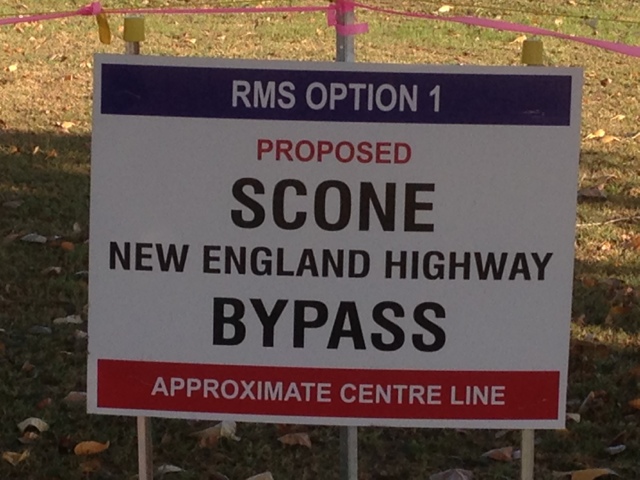 RMS OPTION 1
PROPOSED
SCONE
NEW ENGLAND HIGHWAY
BYPASS
APPROXIMATE CENTRE LINE